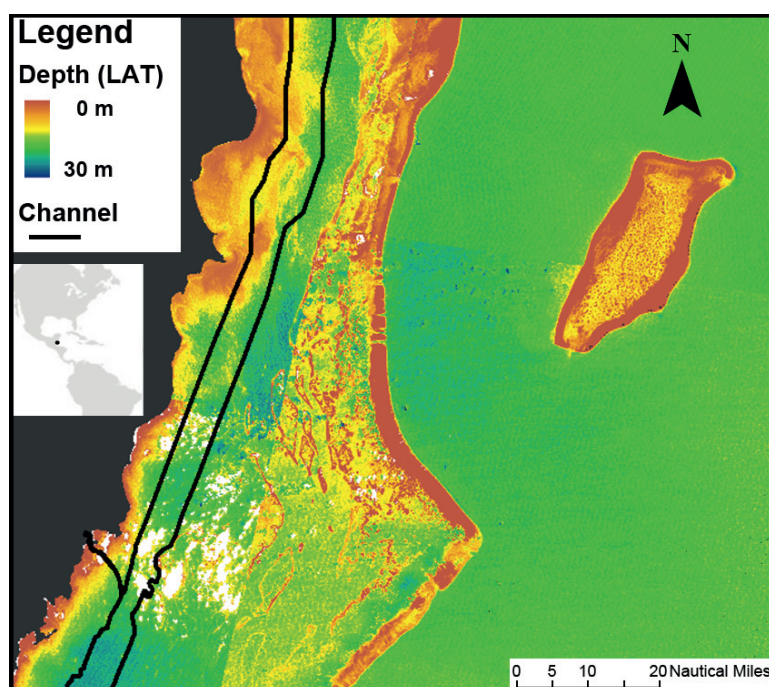 Legend
Depth (LAT)
0 m
30 m
Channel
N
0 5 10 20 Nautical Miles